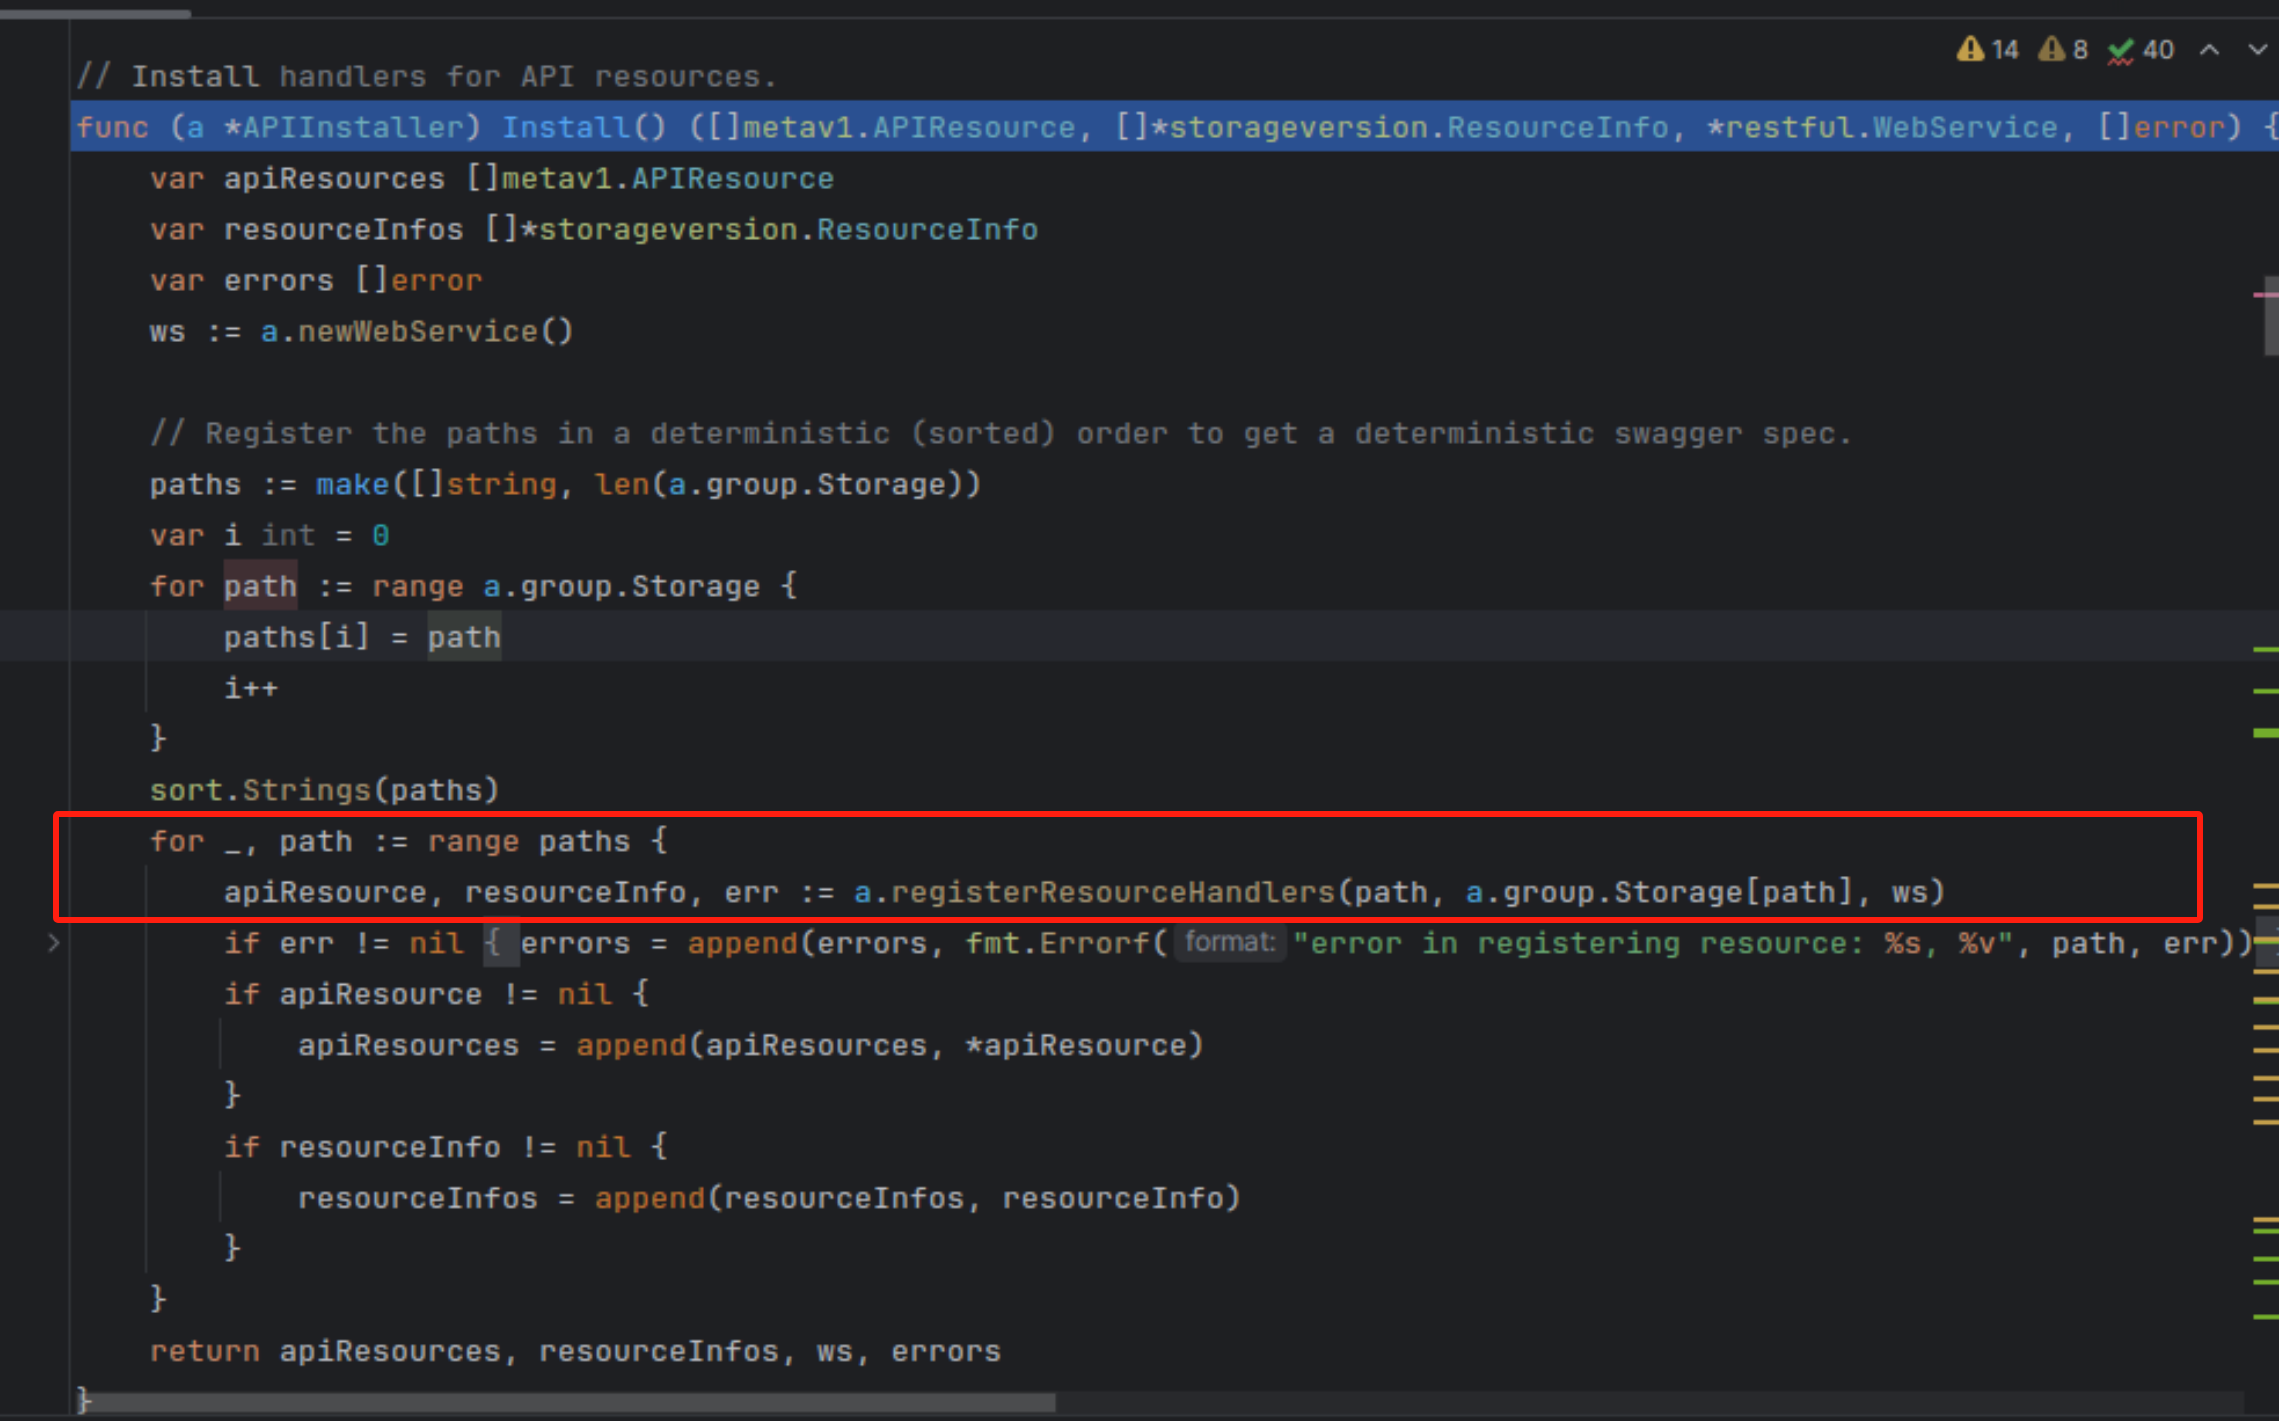 14 8 40
// Install handlers for API resources.
func (a *APIInstaller) Install() ([]metav1.APIResource, []*storageversion.ResourceInfo, *restful.WebService, []error) {
    var apiResources []metav1.APIResource
    var resourceInfos []*storageversion.ResourceInfo
    var errors []error
    ws := a.newWebService()
    // Register the paths in a deterministic (sorted) order to get a deterministic swagger spec.
    paths := make([]string, len(a.group.Storage))
    var i int = 0
    for path := range a.group.Storage {
        paths[i] = path
        i++
    }
    sort.Strings(paths)
    for _, path := range paths {
        apiResource, resourceInfo, err := a.registerResourceHandlers(path, a.group.Storage[path], ws)
        if err != nil { errors = append(errors, fmt.Errorf( format: "error in registering resource: %s, %v", path, err))
        if apiResource != nil {
            apiResources = append(apiResources, *apiResource)
        }
        if resourceInfo != nil {
            resourceInfos = append(resourceInfos, resourceInfo)
        }
    }
    return apiResources, resourceInfos, ws, errors
}